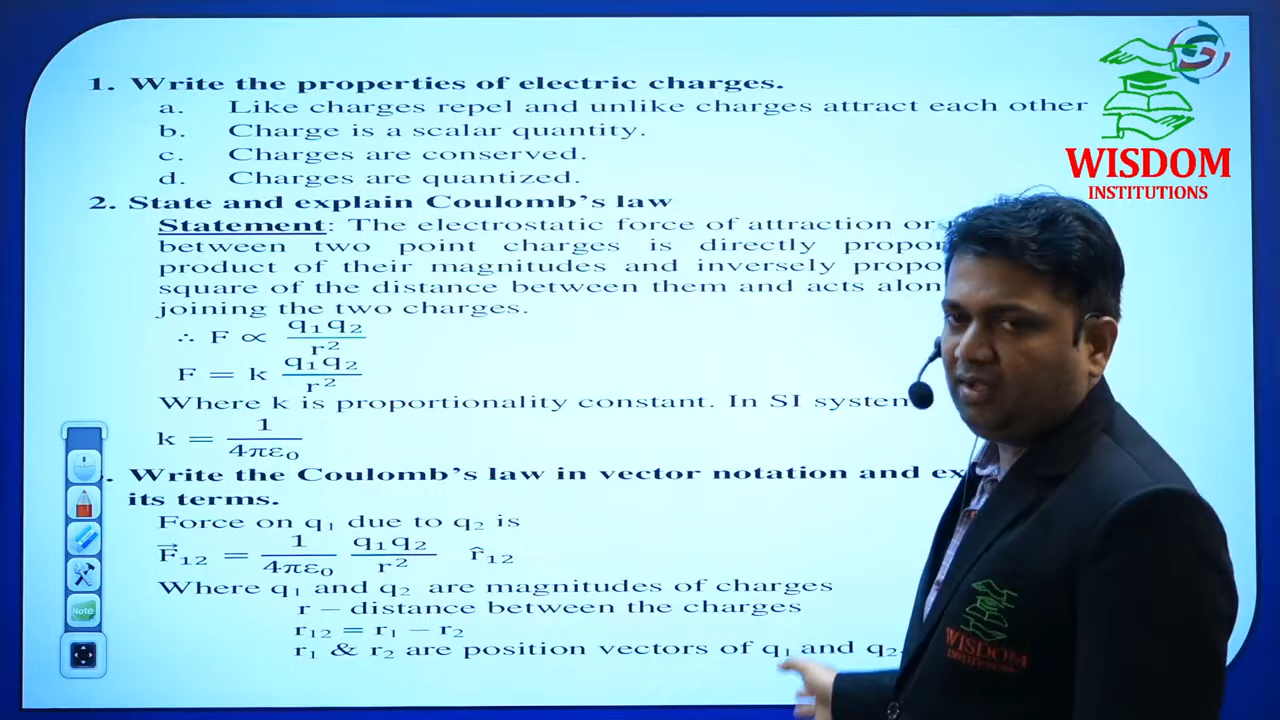 1. Write the properties of electric charges.
a. Like charges repel and unlike charges attract each other
b. Charge is a scalar quantity.
c. Charges are conserved.
d. Charges are quantized.
2. State and explain Coulomb's law
Statement: The electrostatic force of attraction or
between two point charges is directly
product of their magnitudes and inversely
square of the distance between them and acts
joining the two charges.
∴ F ∝ q₁q₂/r²
F = k q₁q₂/r²
Where k is proportionality constant. In SI
k = 1/4πε₀
. Write the Coulomb's law in vector notation and
its terms.
Force on q₁ due to q₂ is
F⃗₁₂ = 1/4πε₀ q₁q₂/r² r̂₁₂
Where q₁ and q₂ are magnitudes of charges
r – distance between the charges
r₁₂ = r₁ – r₂
r₁ & r₂ are position vectors of q₁ and q₂
Note
WISDOM
INSTITUTIONS
WISDOM
INSTITUTIONS